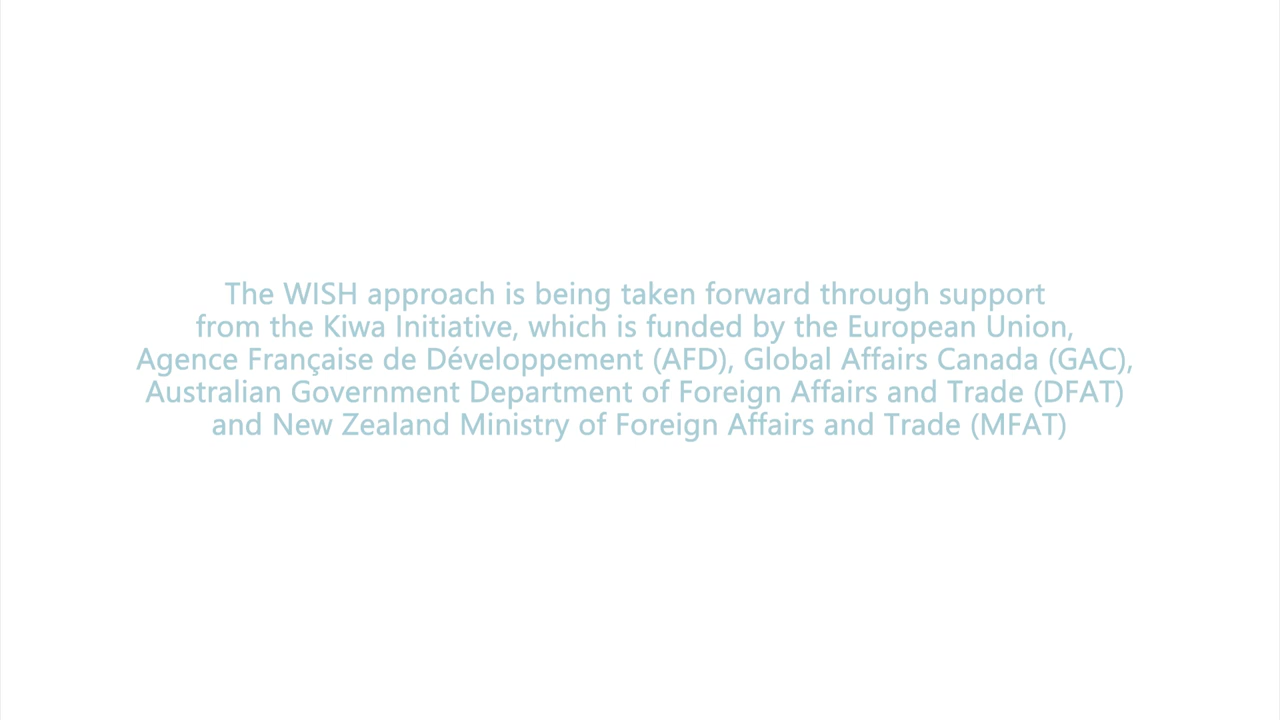 The WISH approach is being taken forward through support
from the Kiwa Initiative, which is funded by the European Union,
Agence Française de Développement (AFD), Global Affairs Canada (GAC),
Australian Government Department of Foreign Affairs and Trade (DFAT)
and New Zealand Ministry of Foreign Affairs and Trade (MFAT)